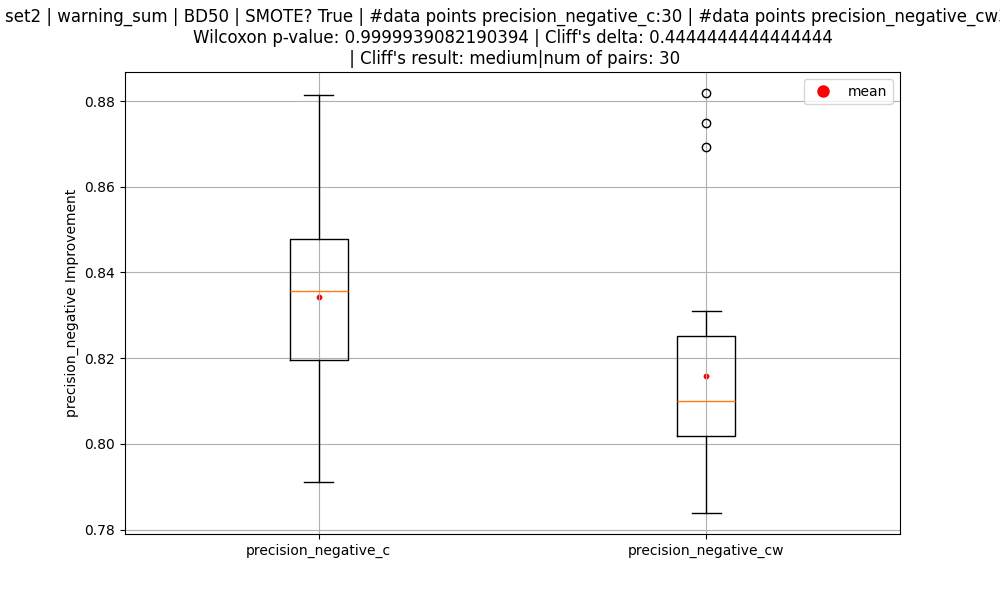 set2 | warning_sum | BD50 | SMOTE? True | #data points precision_negative_c:30 | #data points precision_negative_cw
Wilcoxon p-value: 0.9999939082190394 | Cliff's delta: 0.4444444444444444
| Cliff's result: medium|num of pairs: 30
mean
0.88
0.86
0.84
0.82
0.80
0.78
precision_negative Improvement
precision_negative_c
precision_negative_cw